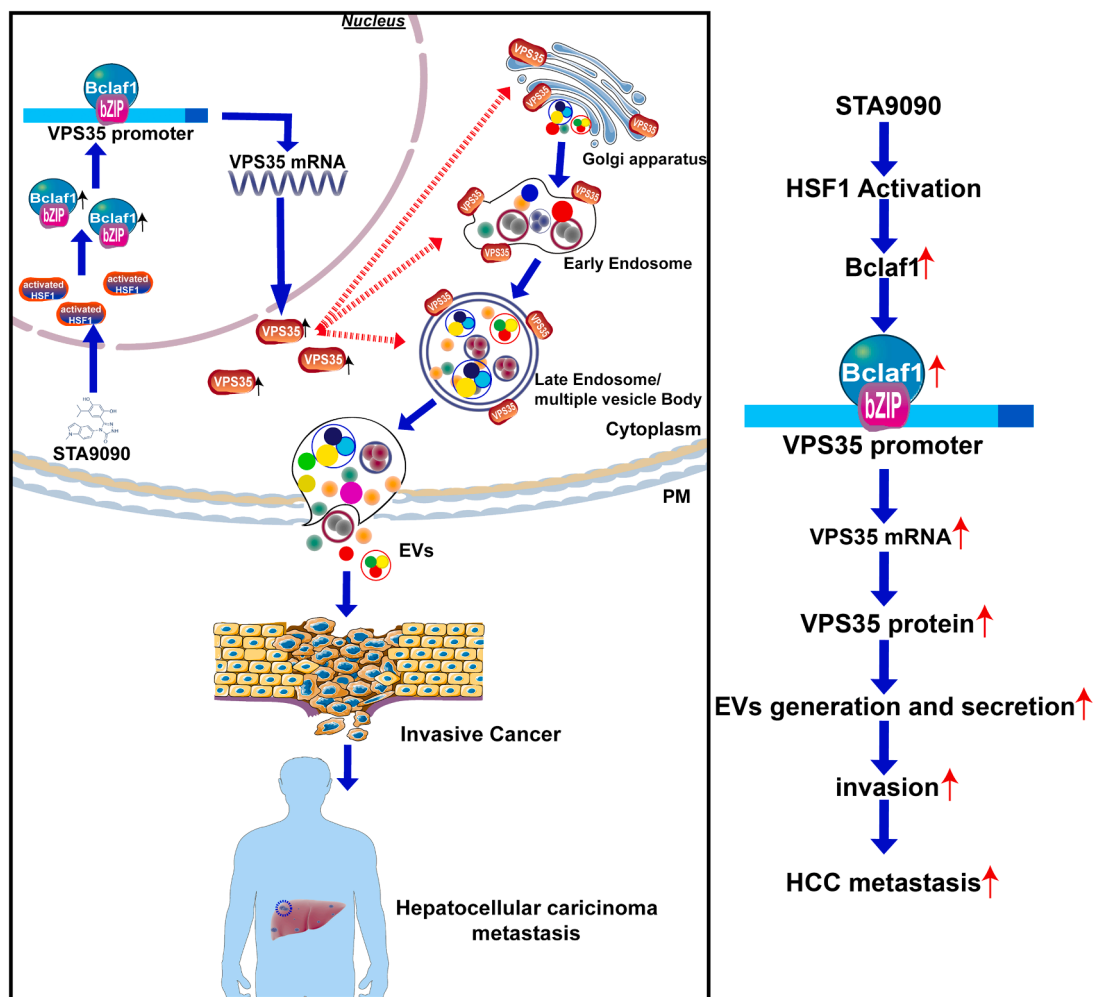 Nucleus
Bclaf1
bZIP
VPS35 promoter
VPS35 mRNA
Bclaf1
bZIP
Bclaf1
bZIP
activated
HSF1
activated
HSF1
activated
HSF1
HO
OH
N
N
NH
N
O
STA9090
VPS35
VPS35
VPS35
VPS35
VPS35
VPS35
Golgi apparatus
VPS35
VPS35
VPS35
Early Endosome
VPS35
VPS35
VPS35
Late Endosome/
multiple vesicle Body
Cytoplasm
PM
EVs
Invasive Cancer
Hepatocellular caricinoma
metastasis
STA9090
HSF1 Activation
Bclaf1
Bclaf1
bZIP
VPS35 promoter
VPS35 mRNA
VPS35 protein
EVs generation and secretion
invasion
HCC metastasis